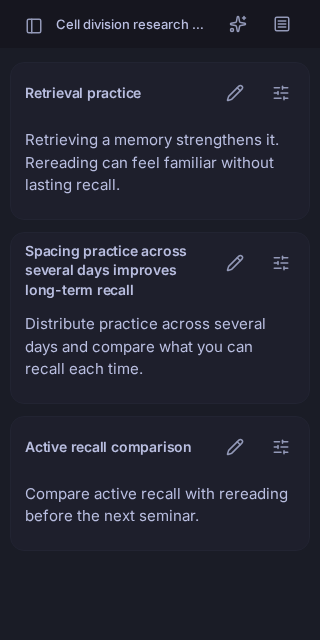 Cell division research ...
Retrieval practice
Retrieving a memory strengthens it.
Rereading can feel familiar without
lasting recall.
Spacing practice across
several days improves
long-term recall
Distribute practice across several
days and compare what you can
recall each time.
Active recall comparison
Compare active recall with rereading
before the next seminar.